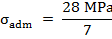 σadm = 28 MPa / 7